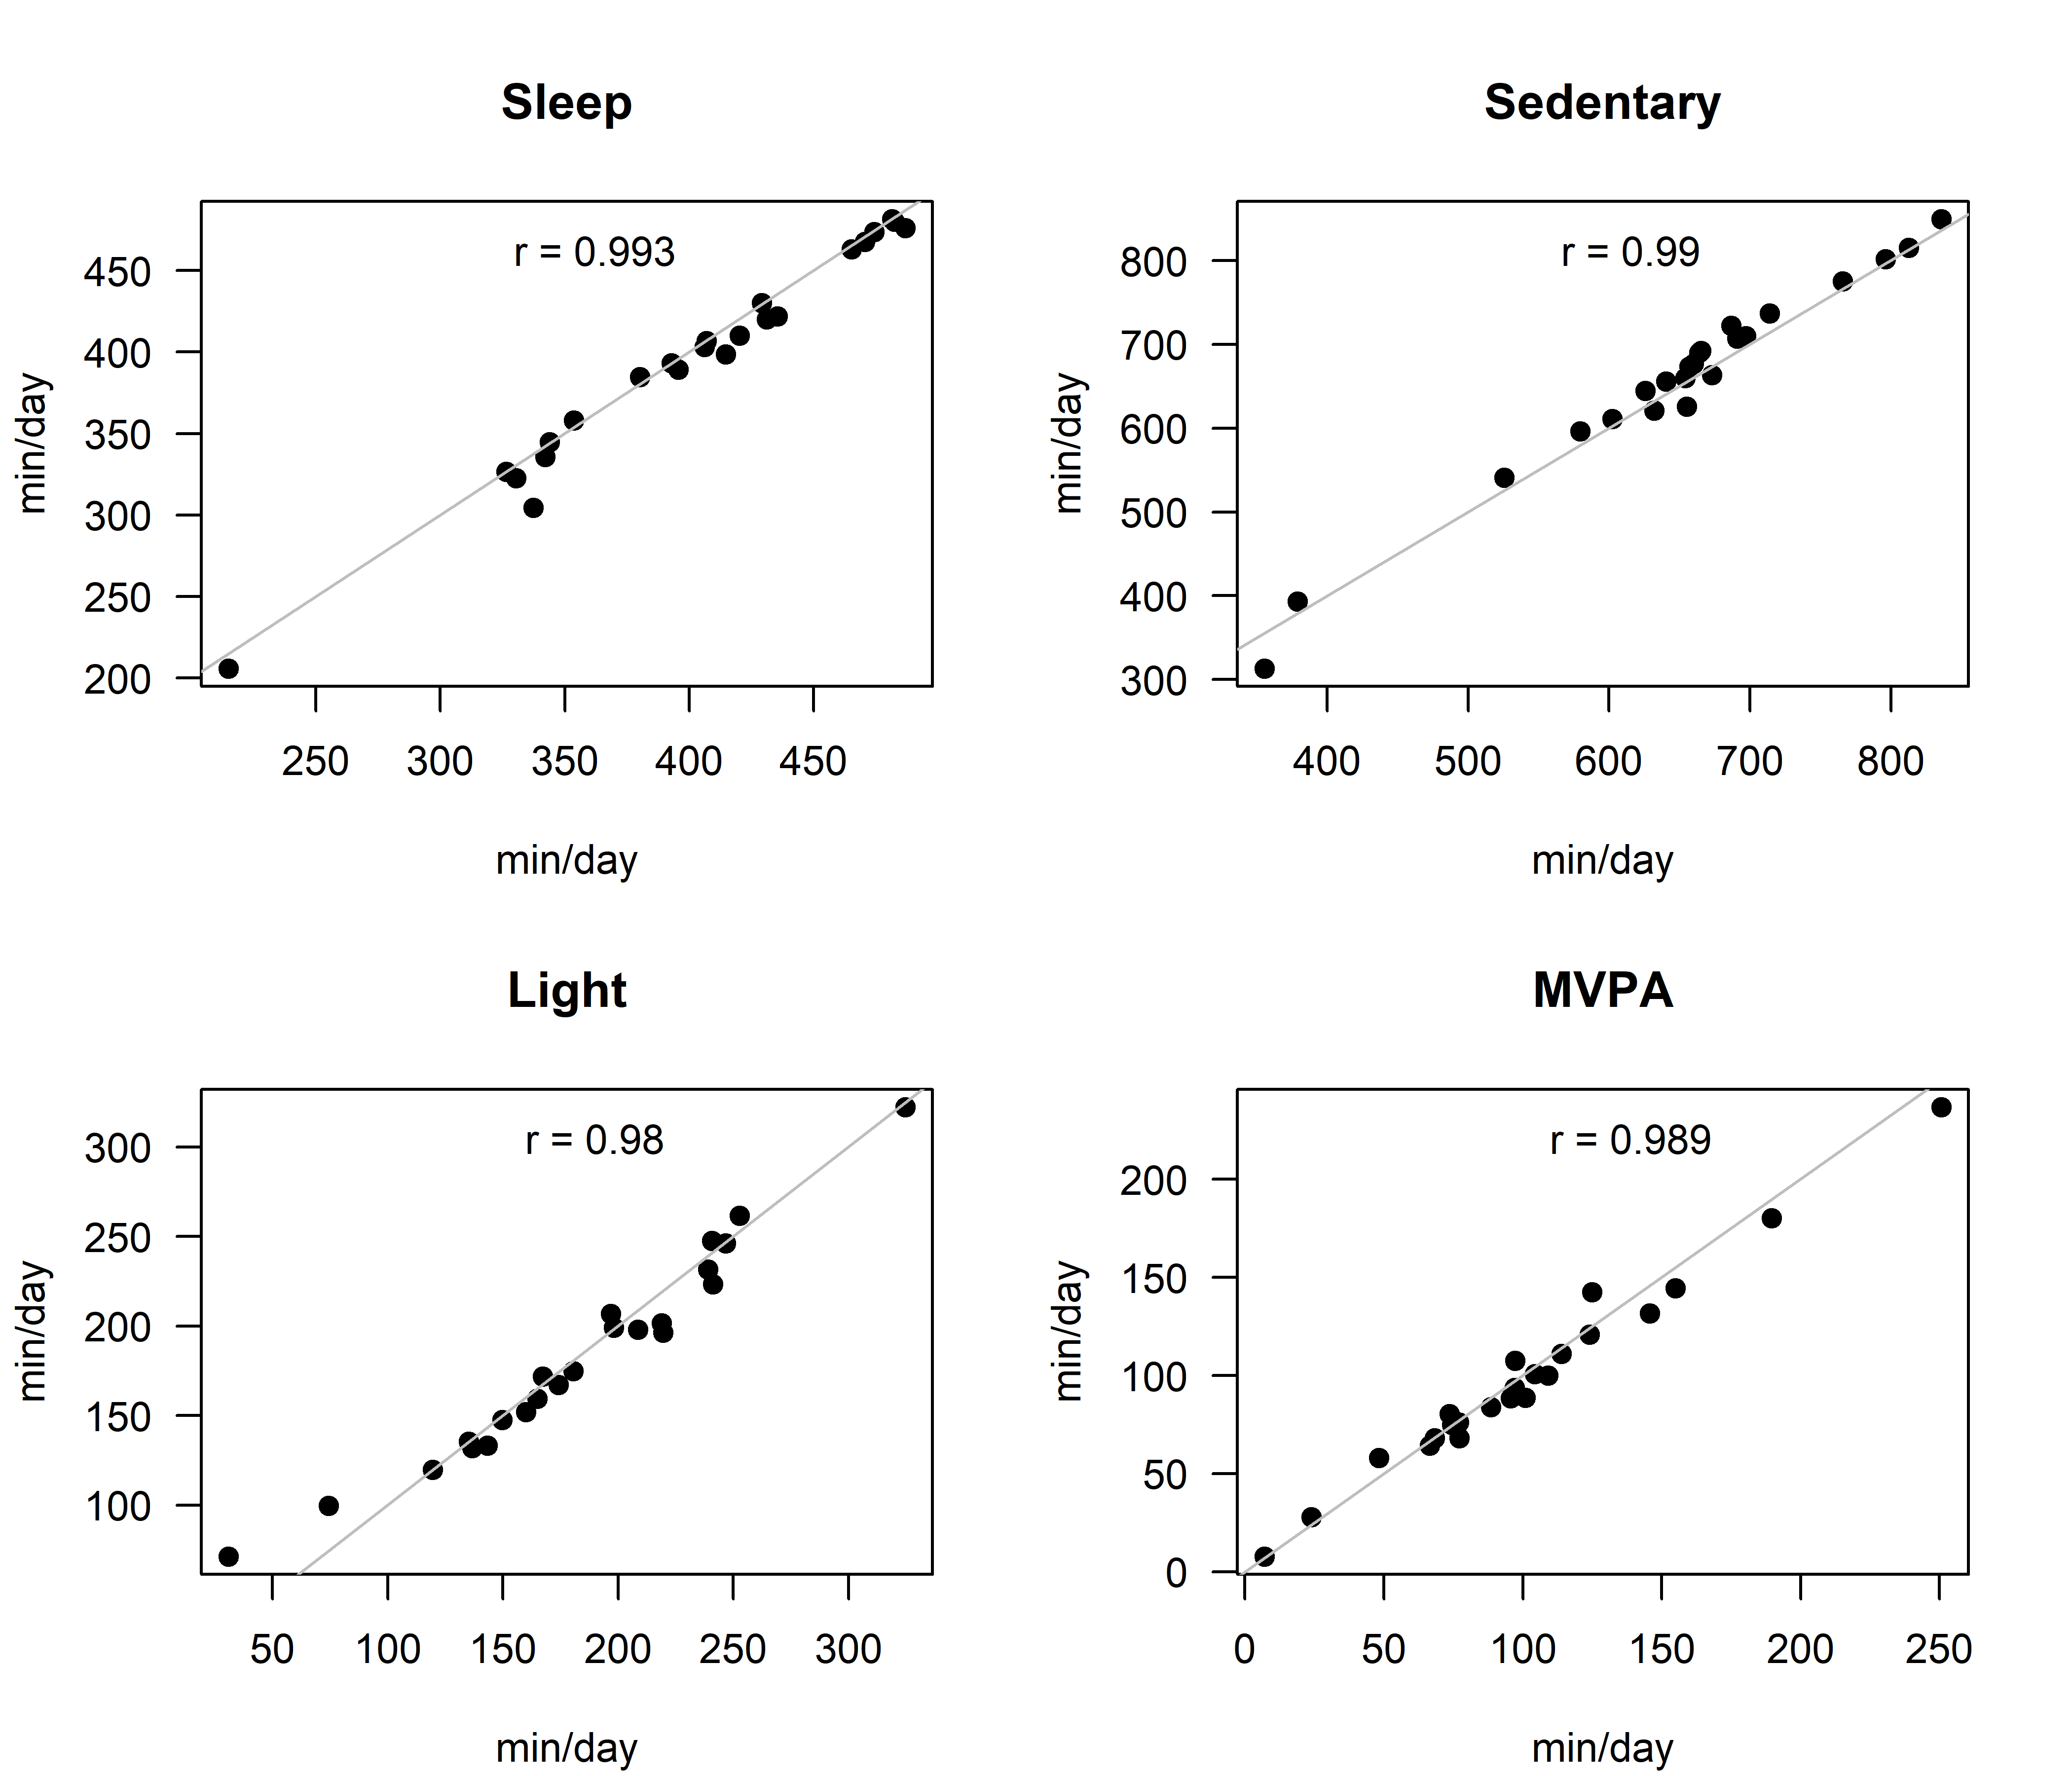 Sleep
r = 0.993
min/day
450
400
350
300
250
200
250 300 350 400 450
min/day
Sedentary
r = 0.99
min/day
800
700
600
500
400
300
400 500 600 700 800
min/day
Light
r = 0.98
min/day
300
250
200
150
100
50 100 150 200 250 300
min/day
MVPA
r = 0.989
min/day
200
150
100
50
0
0 50 100 150 200 250
min/day